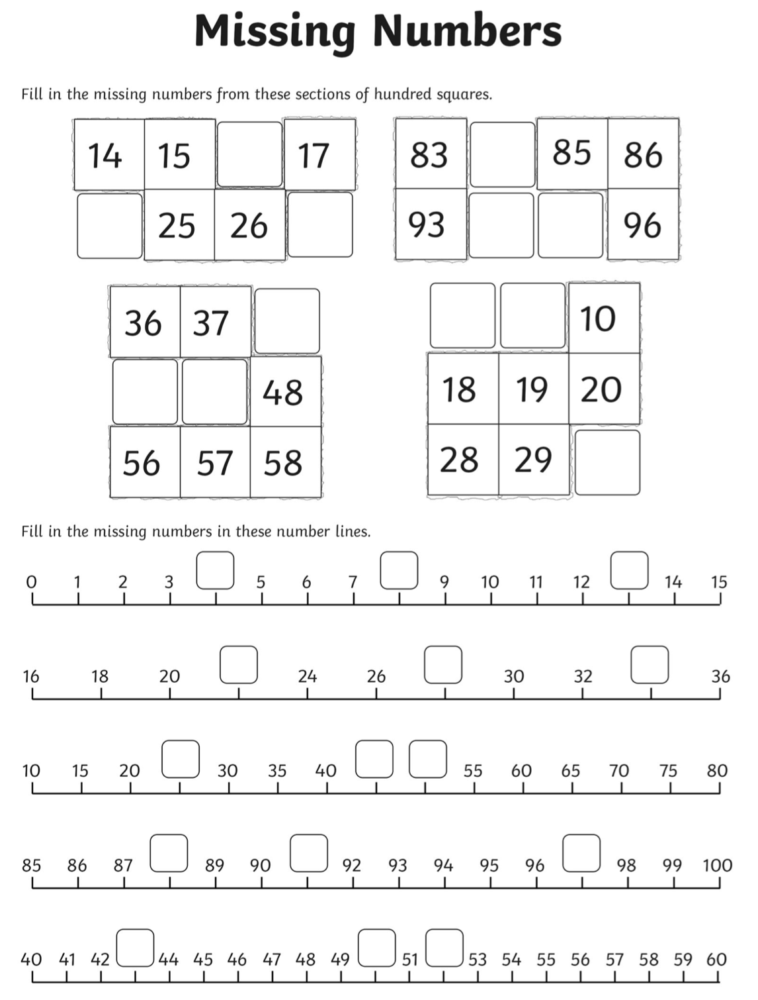 Missing Numbers
Fill in the missing numbers from these sections of hundred squares.
14 15 17
25 26
83 85 86
93 96
36 37
48
56 57 58
10
18 19 20
28 29
Fill in the missing numbers in these number lines.
0 1 2 3 5 6 7 9 10 11 12 14 15
16 18 20 24 26 30 32 36
10 15 20 30 35 40 55 60 65 70 75 80
85 86 87 89 90 92 93 94 95 96 98 99 100
40 41 42 44 45 46 47 48 49 51 53 54 55 56 57 58 59 60